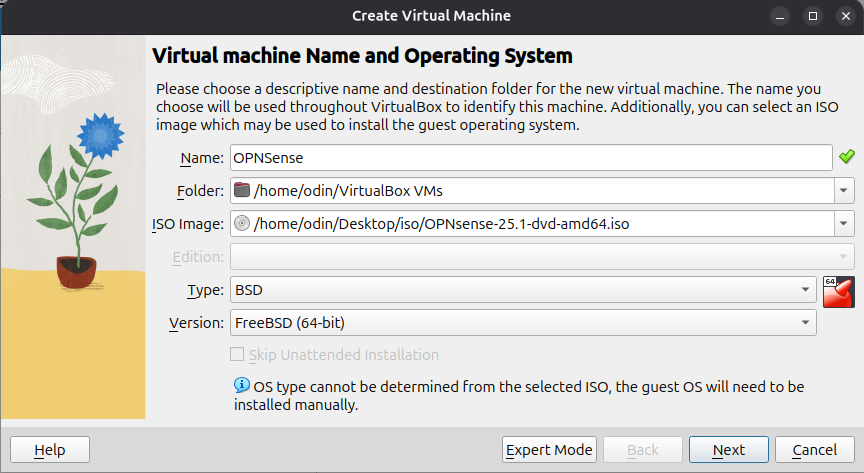 Create Virtual Machine
Virtual machine Name and Operating System
Please choose a descriptive name and destination folder for the new virtual machine. The name you
choose will be used throughout VirtualBox to identify this machine. Additionally, you can select an ISO
image which may be used to install the guest operating system.
Name: OPNSense
Folder: /home/odin/VirtualBox VMs
ISO Image: /home/odin/Desktop/iso/OPNsense-25.1-dvd-amd64.iso
Edition:
Type: BSD
64
Version: FreeBSD (64-bit)
Skip Unattended Installation
OS type cannot be determined from the selected ISO, the guest OS will need to be
installed manually.
Help Expert Mode Back Next Cancel